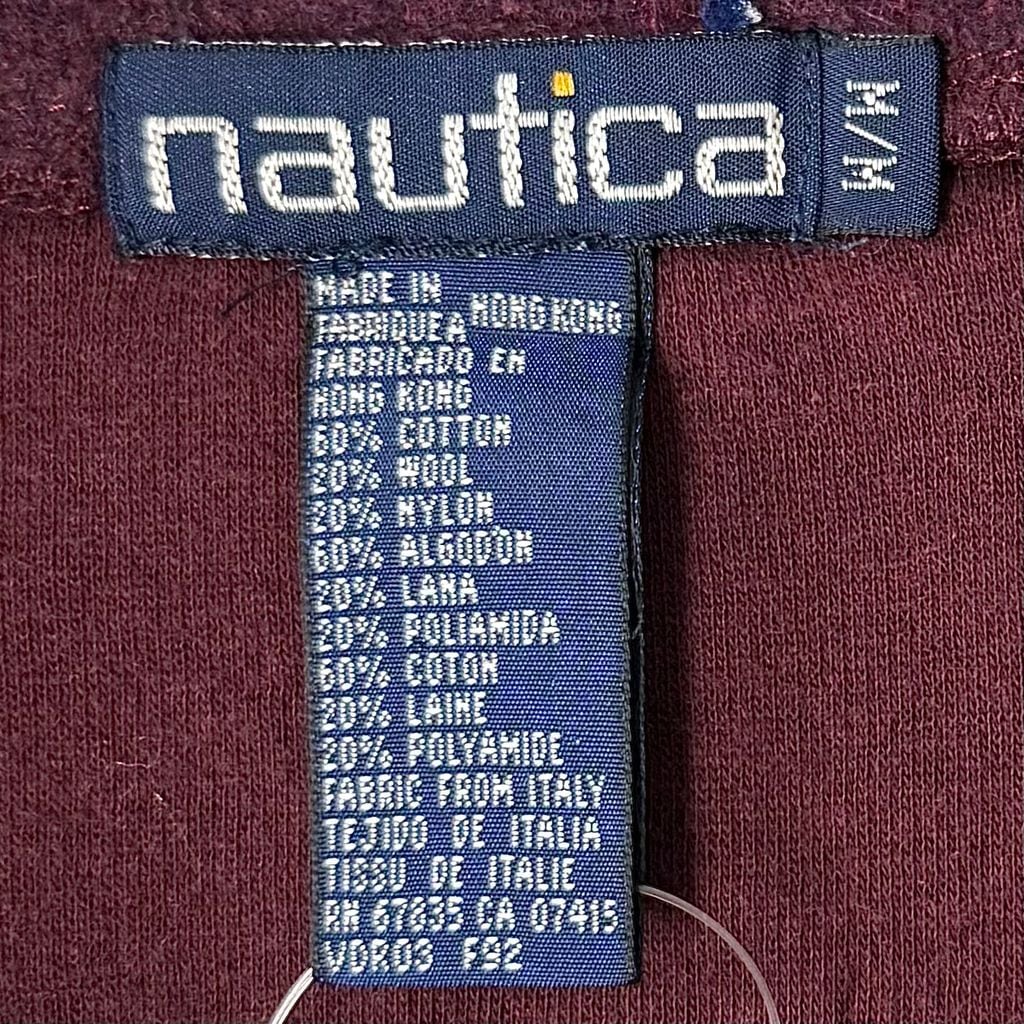 nautica
M/M
MADE IN
FABRIQUE A HONG KONG
FABRICADO EN
HONG KONG
60% COTTON
20% WOOL
20% NYLON
60% ALGODON
20% LANA
20% POLIAMIDA
60% COTON
20% LAINE
20% POLYAMIDE
FABRIC FROM ITALY
TEJIDO DE ITALIA
TISSU DE ITALIE
RN 67835 CA 07415
F92